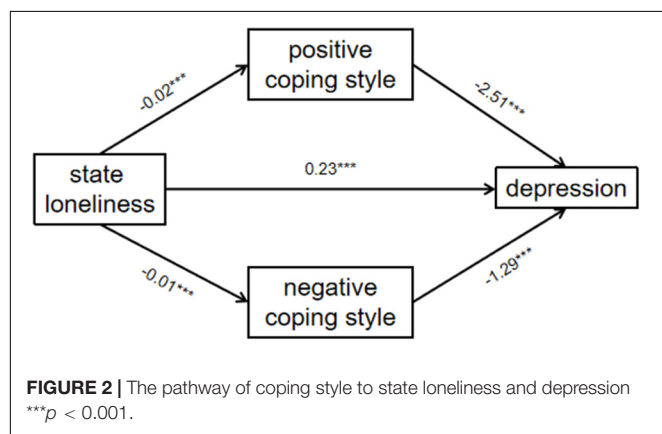 positive
coping style
-0.02***
-2.51***
state
loneliness
0.23***
depression
-0.01***
-1.29***
negative
coping style
FIGURE 2 | The pathway of coping style to state loneliness and depression
***p < 0.001.